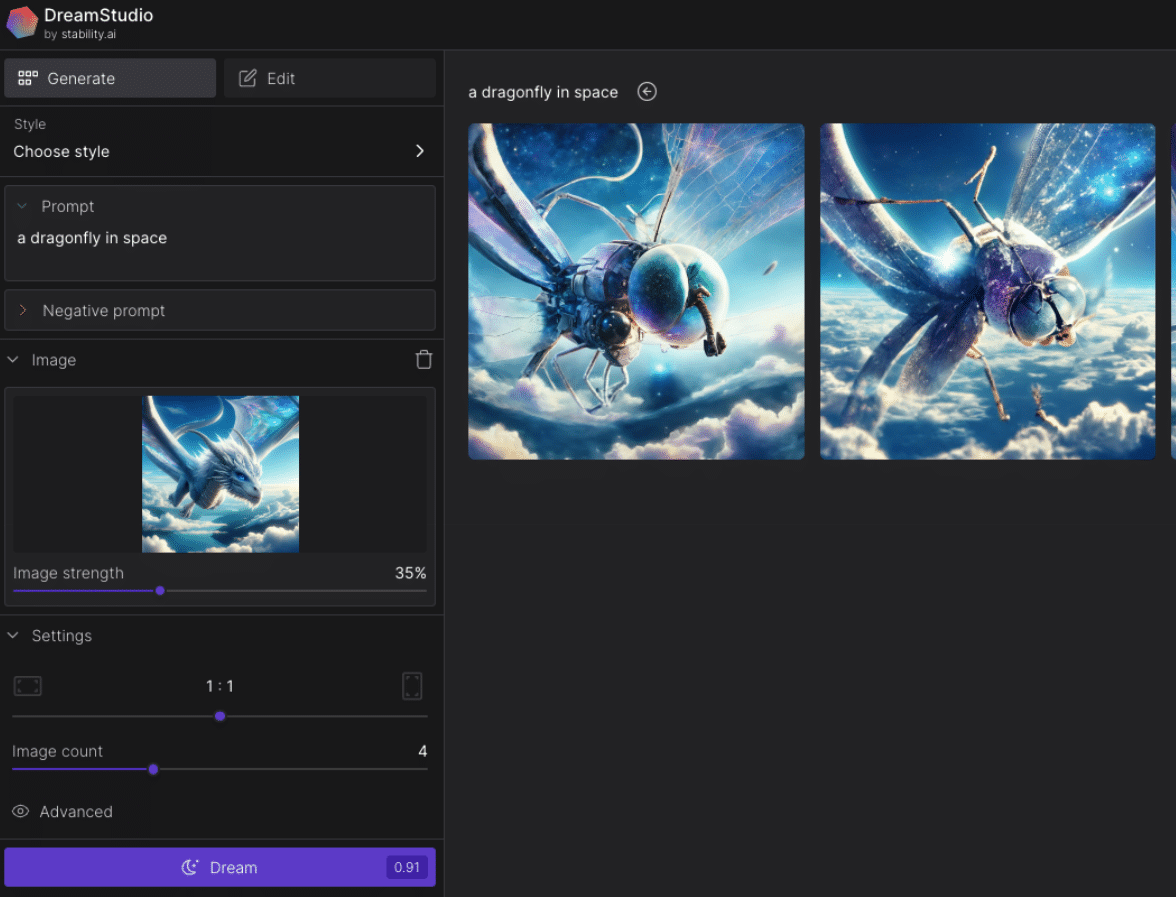 DreamStudio
by stability.ai
Generate
Edit
Style
Choose style
Prompt
a dragonfly in space
Negative prompt
Image
Image strength
35%
Settings
1 : 1
Image count
4
Advanced
Dream
0.91
a dragonfly in space